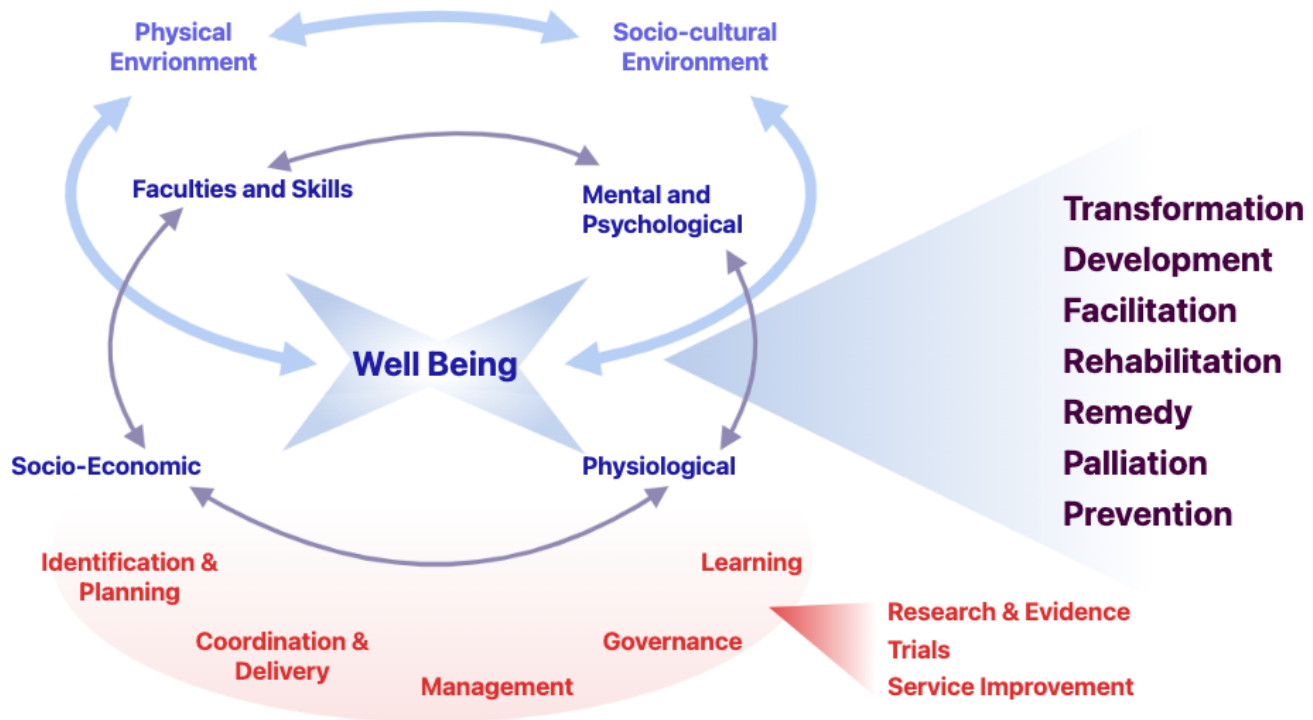 Physical
Envrionment
Socio-cultural
Environment
Faculties and Skills
Mental and
Psychological
Well Being
Socio-Economic
Physiological
Transformation
Development
Facilitation
Rehabilitation
Remedy
Palliation
Prevention
Identification &
Planning
Coordination &
Delivery
Management
Governance
Learning
Research & Evidence
Trials
Service Improvement